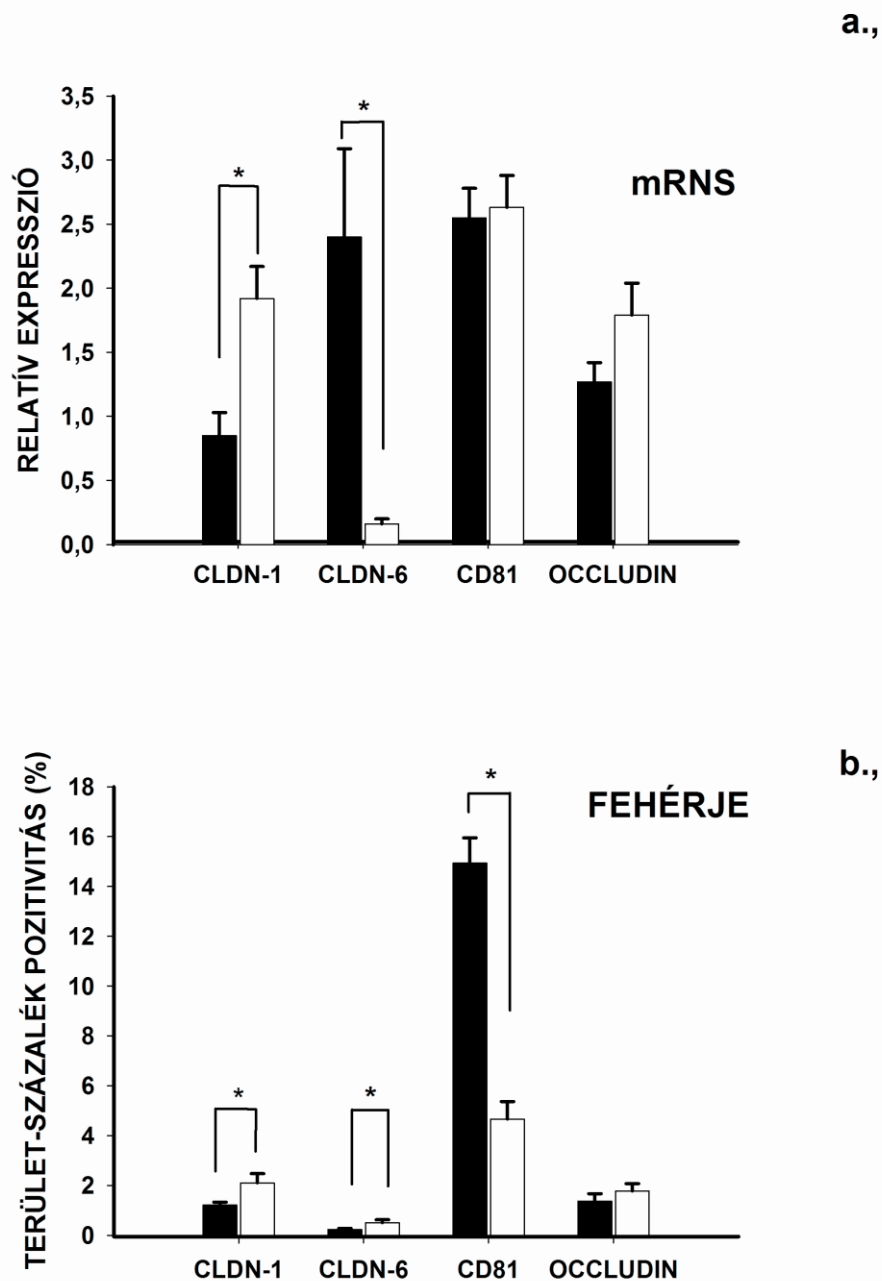 a.,
RELATÍV EXPRESSZIÓ
3,5
3,0
2,5
2,0
1,5
1,0
0,5
0,0
*
*
mRNS
CLDN-1
CLDN-6
CD81
OCCLUDIN
b.,
TERÜLET-SZÁZALÉK POZITIVITÁS (%)
18
16
14
12
10
8
6
4
2
0
*
*
*
FEHÉRJE
CLDN-1
CLDN-6
CD81
OCCLUDIN